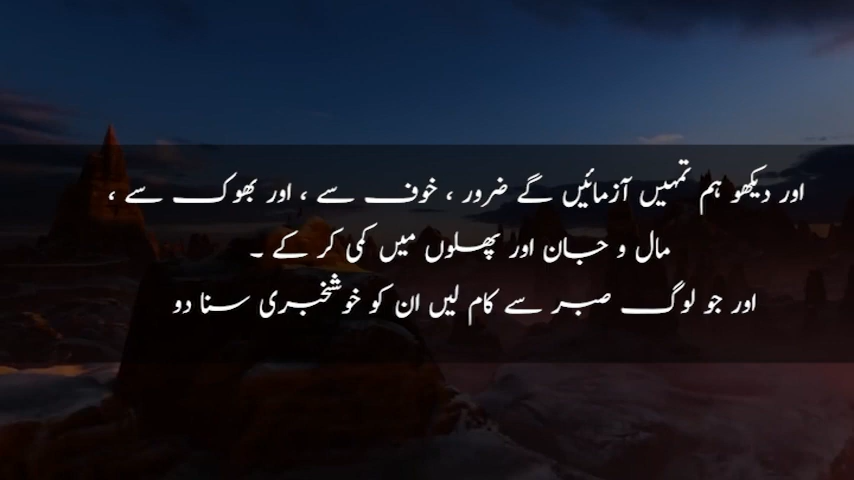 اور دیکھو ہم تمہیں آزمائیں گے ضرور ، خوف سے ، اور بھوک سے ،
مال و جان اور پھلوں میں کمی کر کے ۔
اور جو لوگ صبر سے کام لیں ان کو خوشخبری سنا دو